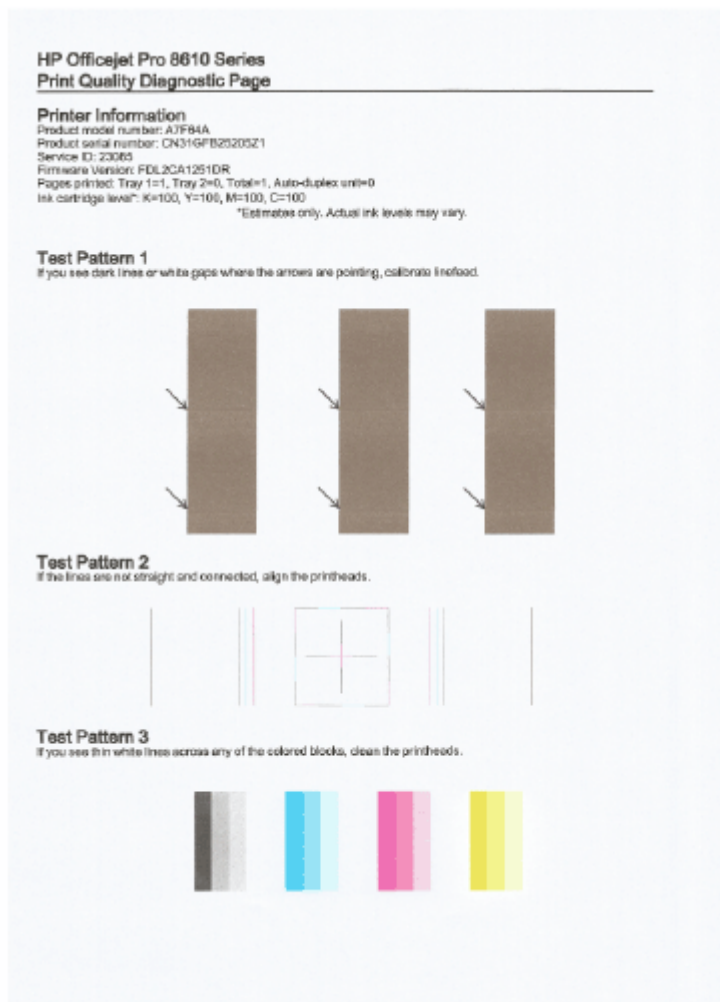 HP Officejet Pro 8610 Series
Print Quality Diagnostic Page
Printer Information
Product model number: A7F64A
Product serial number: CN31GFB25205Z1
Service ID: 23065
Firmware Version: FDL2CA1251DR
Pages printed: Tray 1=1, Tray 2=0, Total=1, Auto-duplex unit=0
Ink cartridge level*: K=100, Y=100, M=100, C=100
*Estimates only. Actual ink levels may vary.
Test Pattern 1
If you see dark lines or white gaps where the arrows are pointing, calibrate linefeed.
Test Pattern 2
If the lines are not straight and connected, align the printheads.
Test Pattern 3
If you see thin white lines across any of the colored blocks, clean the printheads.